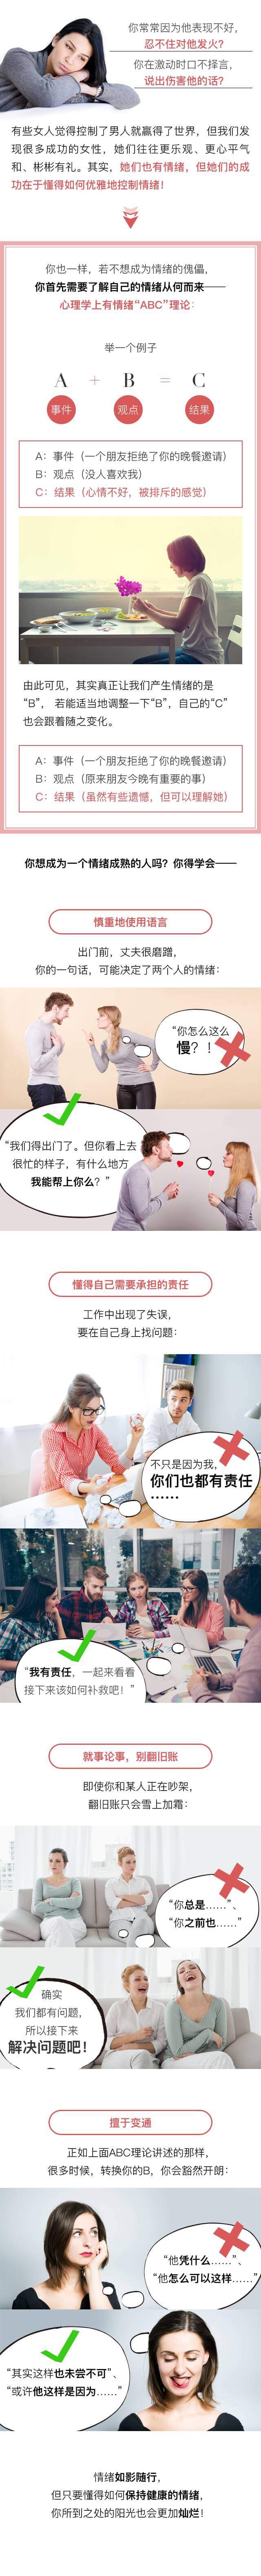 你常常因为他表现不好，
忍不住对他发火？
你在激动时口不择言，
说出伤害他的话？
有些女人觉得控制了男人就赢得了世界，但我们发
现很多成功的女性，她们往往更乐观、更心平气
和、彬彬有礼。其实，她们也有情绪，但她们的成
功在于懂得如何优雅地控制情绪！
你也一样，若不想成为情绪的傀儡，
你首先需要了解自己的情绪从何而来——
心理学上有情绪“ABC”理论：
举一个例子
A + B = C
事件 观点 结果
A：事件（一个朋友拒绝了你的晚餐邀请）
B：观点（没人喜欢我）
C：结果（心情不好，被排斥的感觉）
由此可见，其实真正让我们产生情绪的是
“B”， 若能适当地调整一下“B”，自己的“C”
也会跟着随之变化。
A：事件（一个朋友拒绝了你的晚餐邀请）
B：观点（原来朋友今晚有重要的事）
C：结果（虽然有些遗憾，但可以理解她）
你想成为一个情绪成熟的人吗？你得学会——
慎重地使用语言
出门前，丈夫很磨蹭，
你的一句话，可能决定了两个人的情绪：
“你怎么这么
慢？！
“我们得出门了。但你看上去
很忙的样子，有什么地方
我能帮上你么？”
懂得自己需要承担的责任
工作中出现了失误，
要在自己身上找问题：
不只是因为我，
你们也都有责任
……
“我有责任，一起来看看
接下来该如何补救吧！”
就事论事，别翻旧账
即使你和某人正在吵架，
翻旧账只会雪上加霜：
“你总是……”、
“你之前也……”
确实
我们都有问题，
所以接下来
解决问题吧！
擅于变通
正如上面ABC理论讲述的那样，
很多时候，转换你的B，你会豁然开朗：
“他凭什么……”、
“他怎么可以这样……”
“其实这样也未尝不可”、
“或许他这样是因为……”
情绪如影随行，
但只要懂得如何保持健康的情绪，
你所到之处的阳光也会更加灿烂！